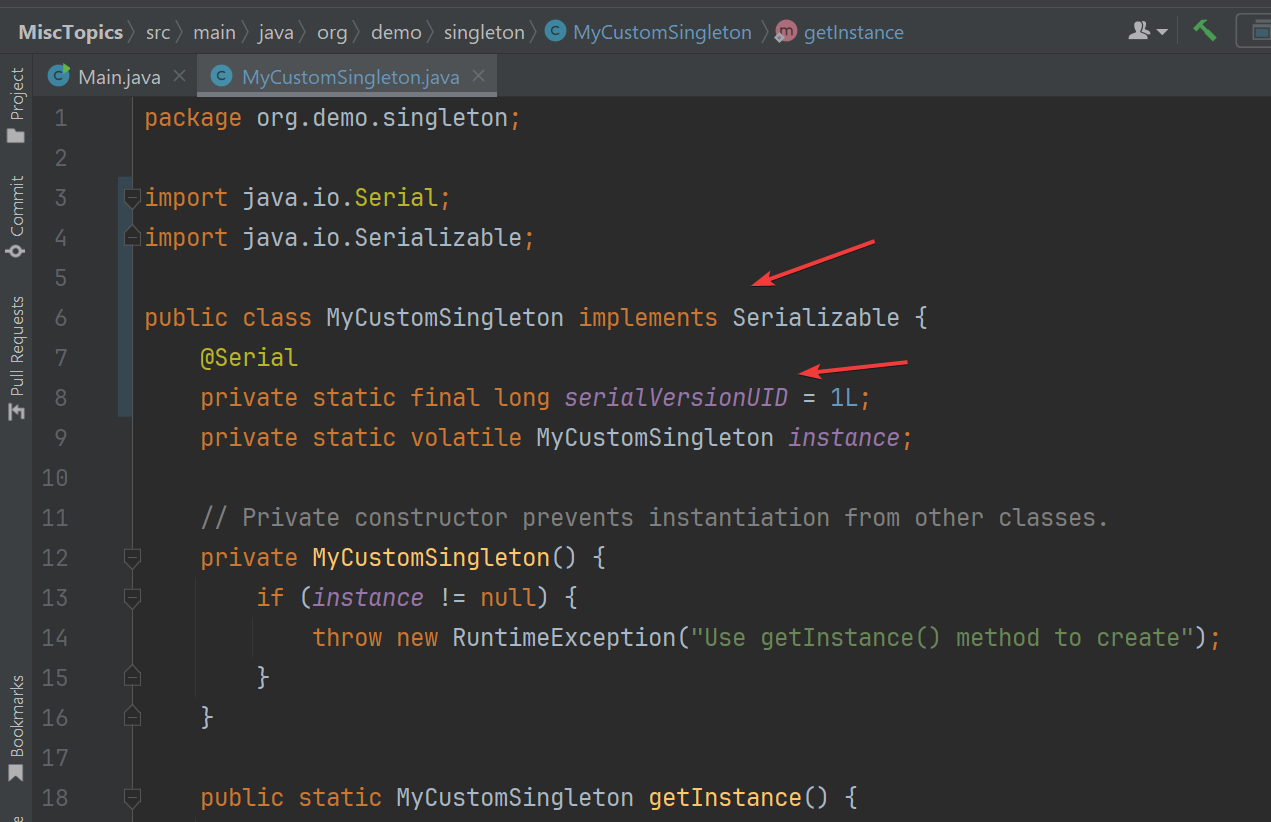 MiscTopics src main java org demo singleton MyCustomSingleton getInstance
Main.java MyCustomSingleton.java
Project
Commit
Pull Requests
Bookmarks
1 package org.demo.singleton;
2
3 import java.io.Serial;
4 import java.io.Serializable;
5
6 public class MyCustomSingleton implements Serializable {
7 @Serial
8 private static final long serialVersionUID = 1L;
9 private static volatile MyCustomSingleton instance;
10
11 // Private constructor prevents instantiation from other classes.
12 private MyCustomSingleton() {
13 if (instance != null) {
14 throw new RuntimeException("Use getInstance() method to create");
15 }
16 }
17
18 public static MyCustomSingleton getInstance() {